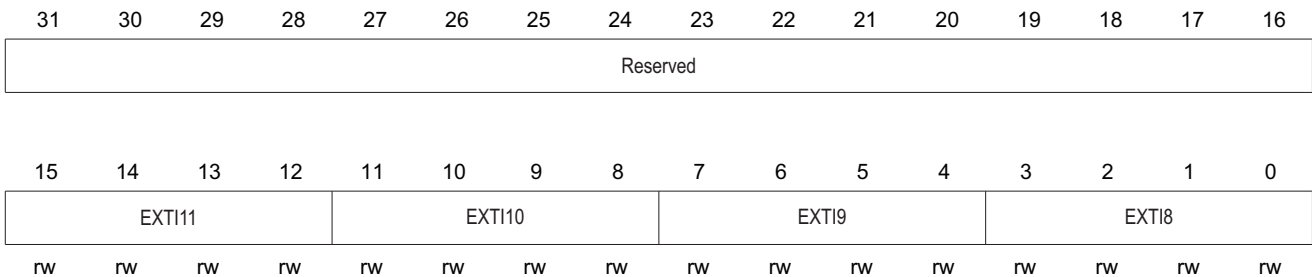 31 30 29 28 27 26 25 24 23 22 21 20 19 18 17 16
Reserved
15 14 13 12 11 10 9 8 7 6 5 4 3 2 1 0
EXTI11 EXTI10 EXTI9 EXTI8
rw rw rw rw rw rw rw rw rw rw rw rw rw rw rw rw